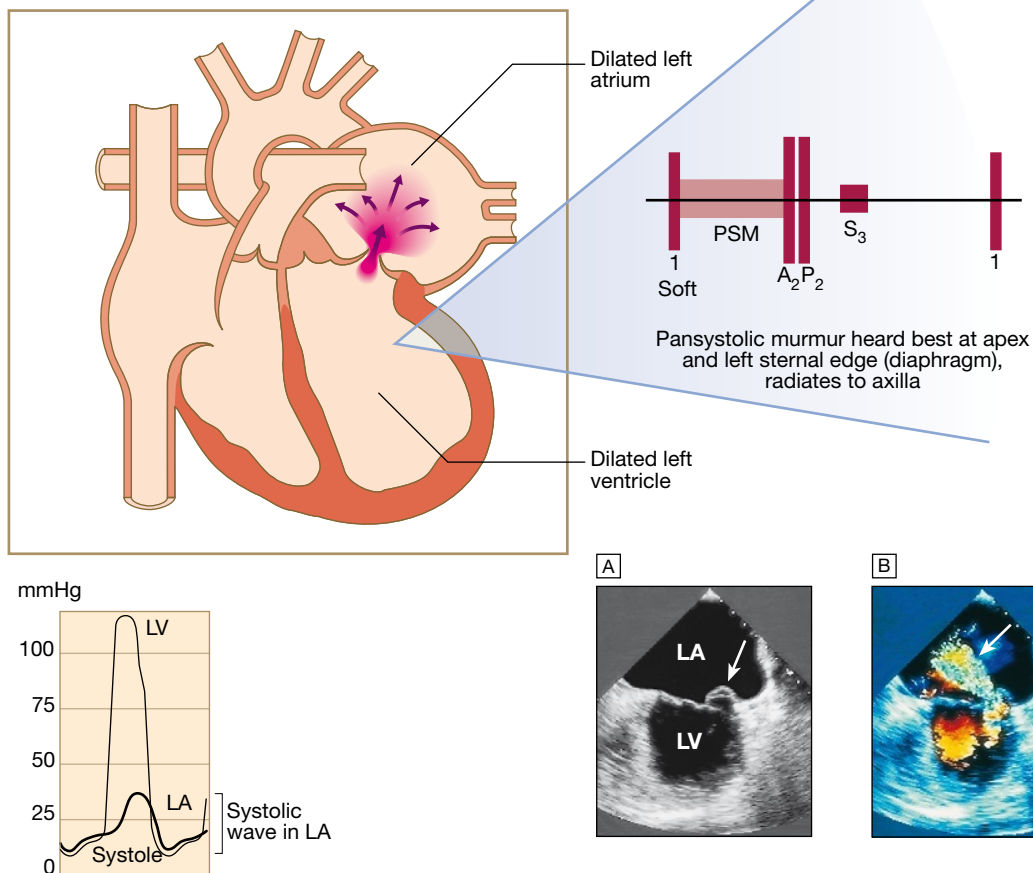 Dilated left
atrium
PSM
S₃
1
A₂P₂
1
Soft
Pansystolic murmur heard best at apex
and left sternal edge (diaphragm),
radiates to axilla
Dilated left
ventricle
mmHg
100
75
50
25
0
LV
LA
Systole
Systolic
wave in LA
A
LA
LV
B